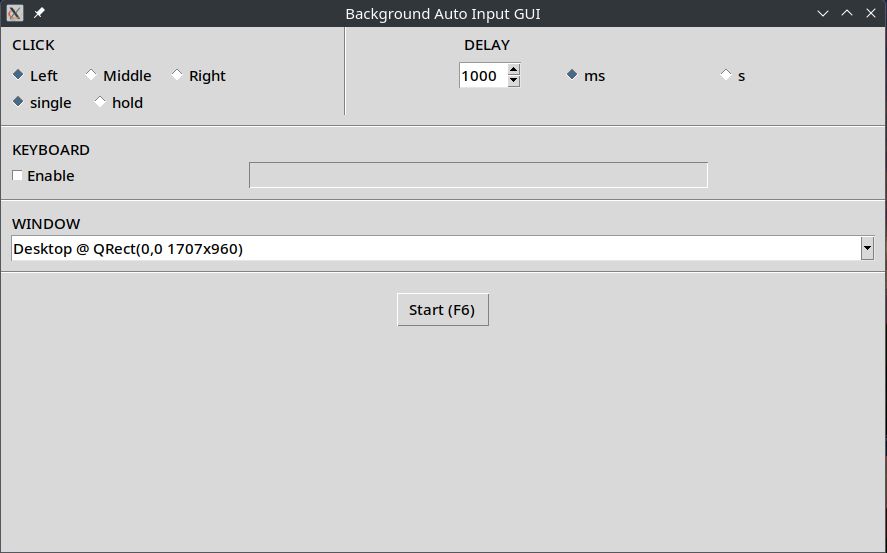 Background Auto Input GUI
CLICK
DELAY
Left Middle Right
1000 ms s
single hold
KEYBOARD
Enable
WINDOW
Desktop @ QRect(0,0 1707x960)
Start (F6)